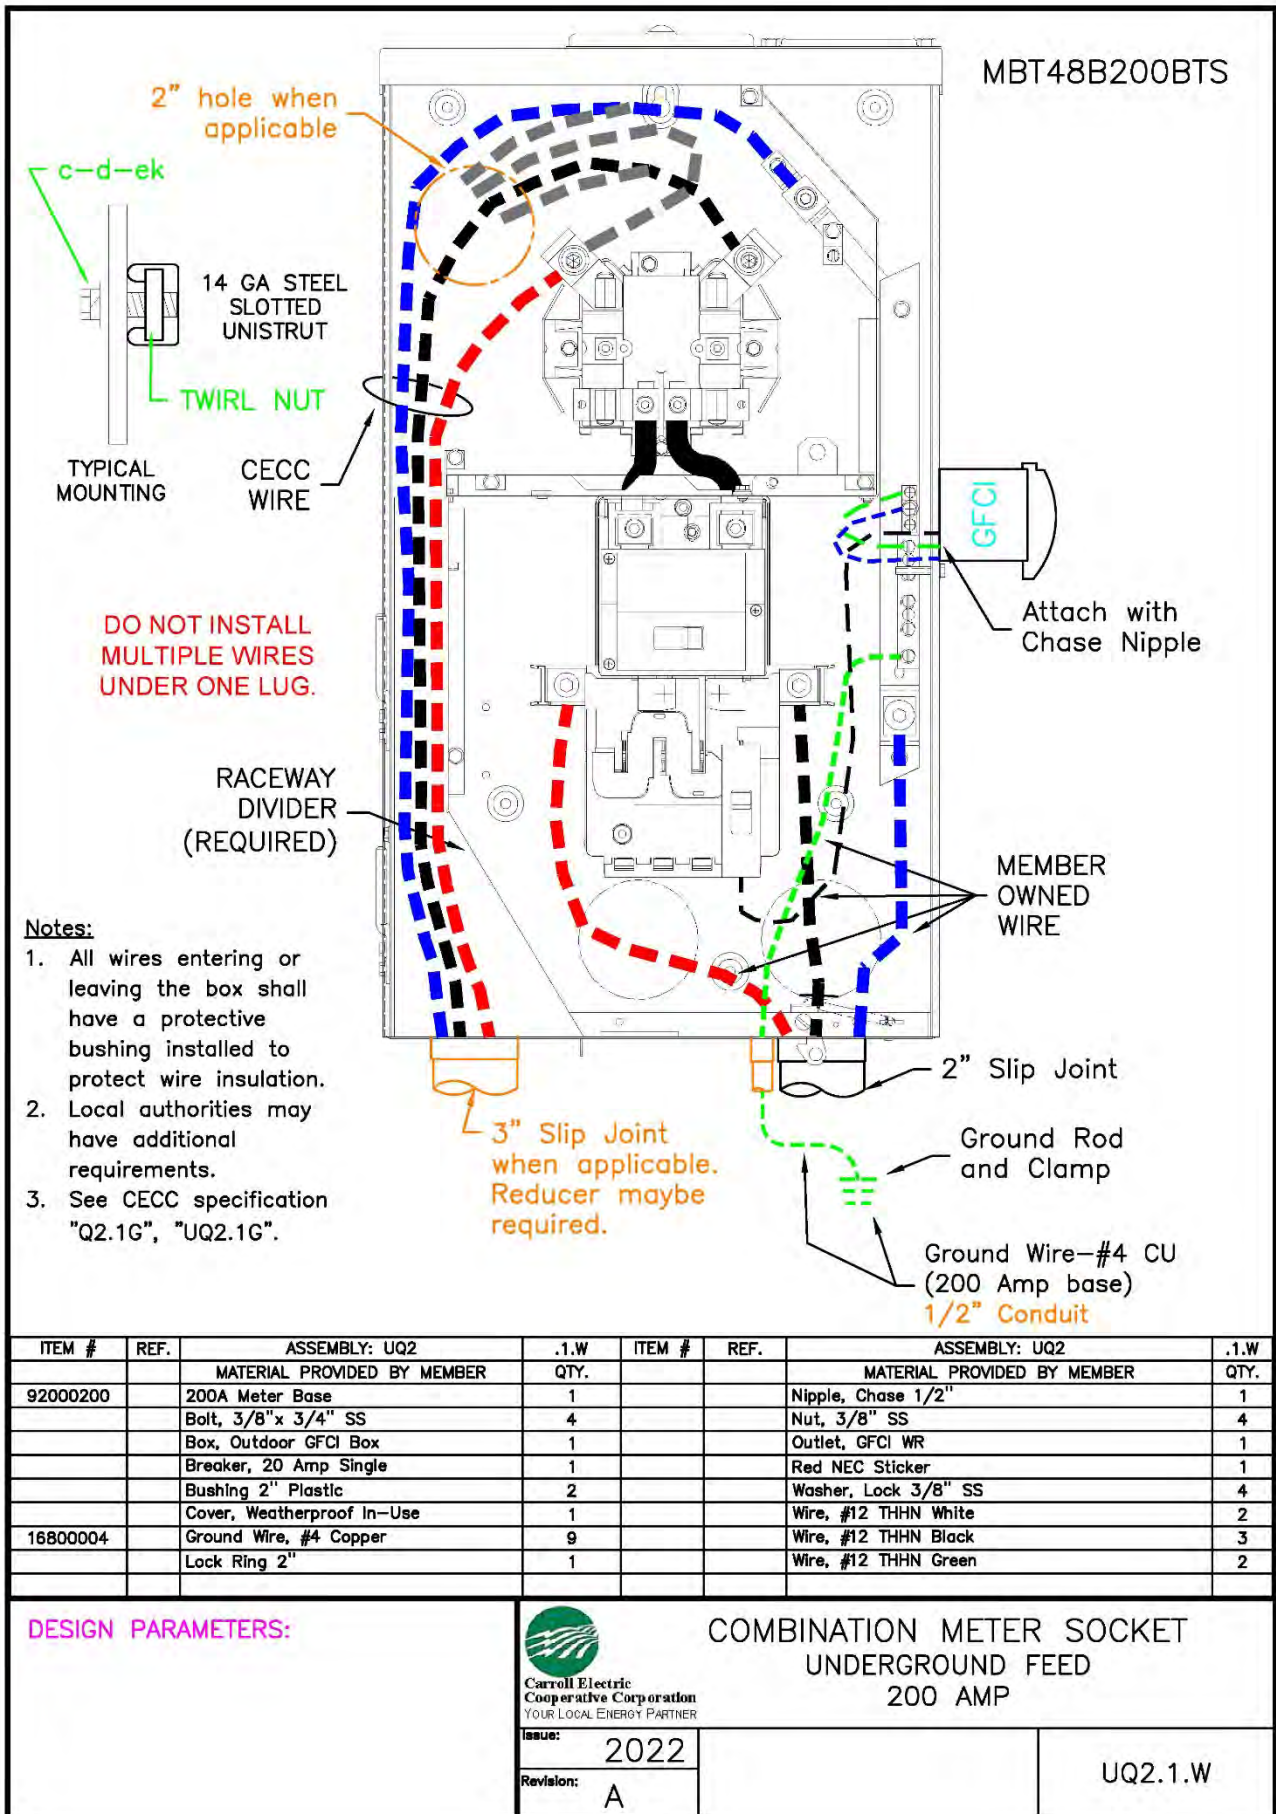 MBT48B200BTS
2" hole when
applicable
c-d-ek
14 GA STEEL
SLOTTED
UNISTRUT
TWIRL NUT
TYPICAL
MOUNTING
CECC
WIRE
GFCI
Attach with
Chase Nipple
DO NOT INSTALL
MULTIPLE WIRES
UNDER ONE LUG.
RACEWAY
DIVIDER
(REQUIRED)
MEMBER
OWNED
WIRE
Notes:
1. All wires entering or
leaving the box shall
have a protective
bushing installed to
protect wire insulation.
2. Local authorities may
have additional
requirements.
3. See CECC specification
"Q2.1G", "UQ2.1G".
2" Slip Joint
3" Slip Joint
when applicable.
Reducer maybe
required.
Ground Rod
and Clamp
Ground Wire-#4 CU
(200 Amp base)
1/2" Conduit
ITEM # REF. ASSEMBLY: UQ2 .1.W ITEM # REF. ASSEMBLY: UQ2 .1.W
MATERIAL PROVIDED BY MEMBER QTY. MATERIAL PROVIDED BY MEMBER QTY.
92000200 200A Meter Base 1 Nipple, Chase 1/2" 1
Bolt, 3/8"x 3/4" SS 4 Nut, 3/8" SS 4
Box, Outdoor GFCI Box 1 Outlet, GFCI WR 1
Breaker, 20 Amp Single 1 Red NEC Sticker 1
Bushing 2" Plastic 2 Washer, Lock 3/8" SS 4
Cover, Weatherproof In-Use 1 Wire, #12 THHN White 2
16800004 Ground Wire, #4 Copper 9 Wire, #12 THHN Black 3
Lock Ring 2" 1 Wire, #12 THHN Green 2
DESIGN PARAMETERS:
Carroll Electric
Cooperative Corporation
YOUR LOCAL ENERGY PARTNER
COMBINATION METER SOCKET
UNDERGROUND FEED
200 AMP
Issue:
2022
Revision:
A
UQ2.1.W